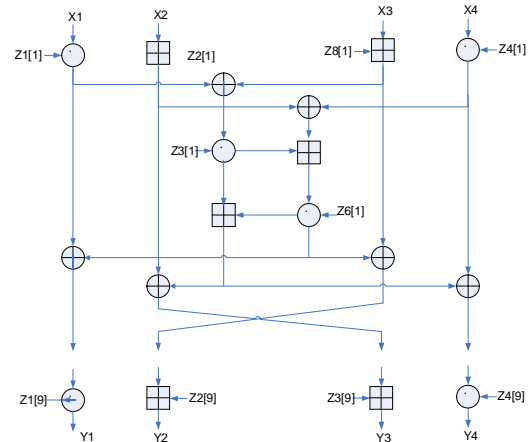 X1 X2 X3 X4
Z1[1] Z2[1] Z8[1] Z4[1]
Z3[1]
Z6[1]
Z1[9] Z2[9] Z3[9] Z4[9]
Y1 Y2 Y3 Y4